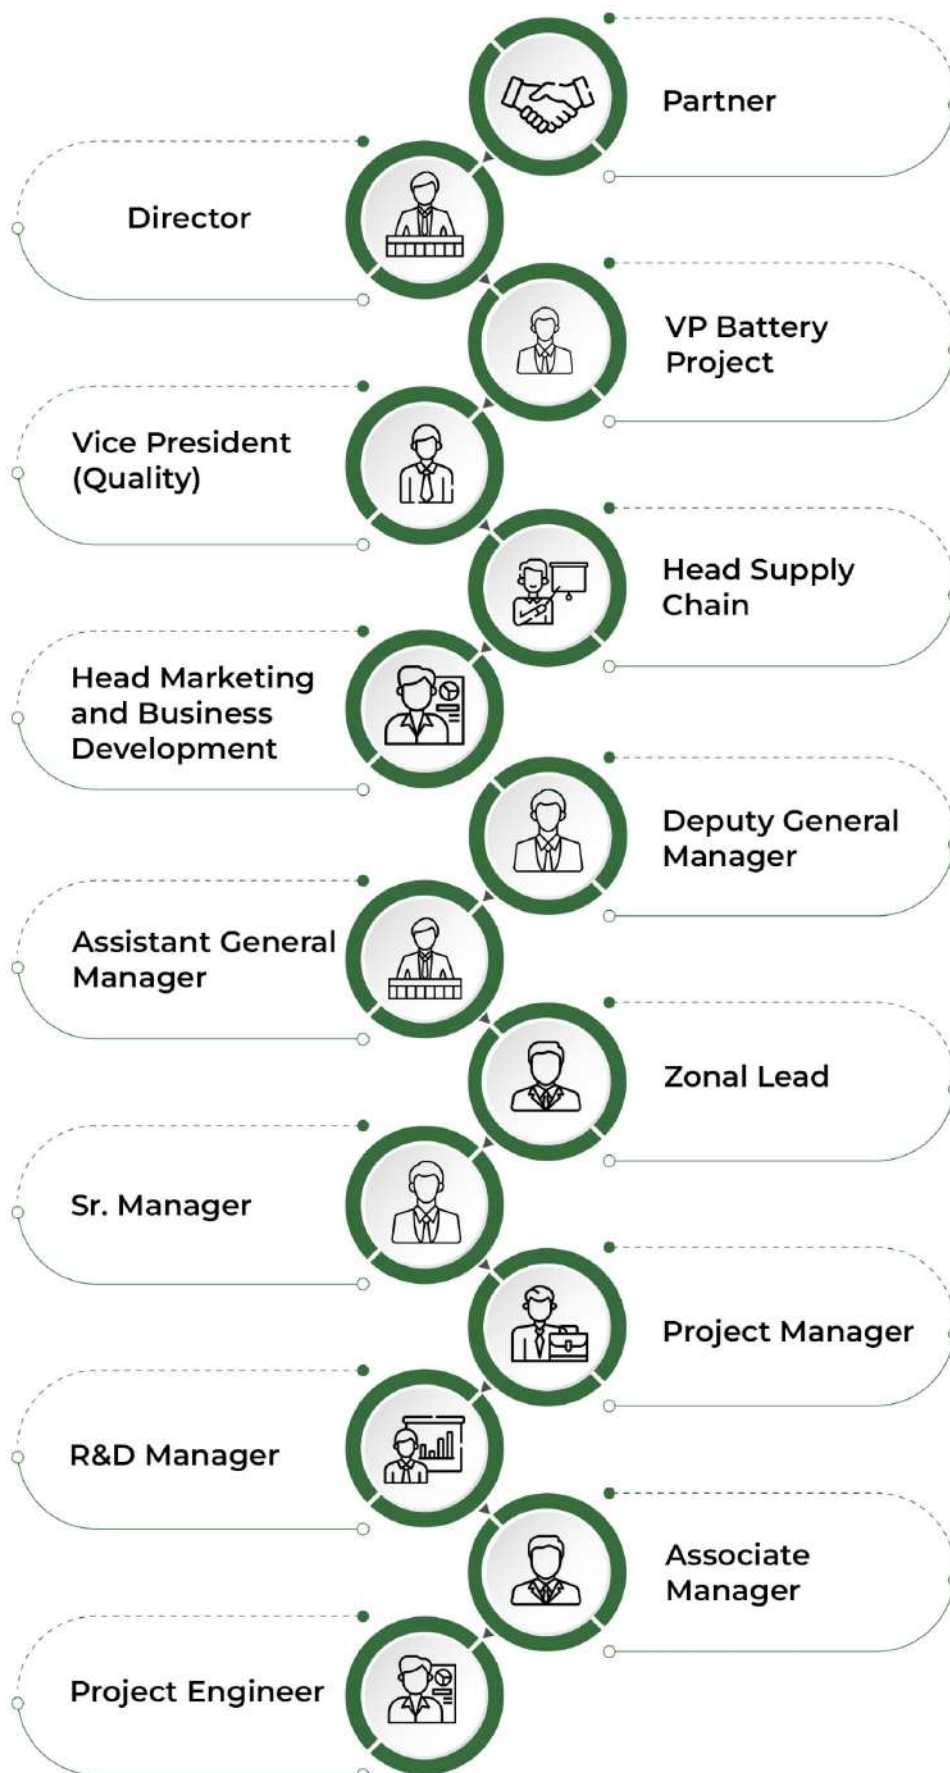 Partner
Director
VP Battery
Project
Vice President
(Quality)
Head Supply
Chain
Head Marketing
and Business
Development
Deputy General
Manager
Assistant General
Manager
Zonal Lead
Sr. Manager
Project Manager
R&D Manager
Associate
Manager
Project Engineer